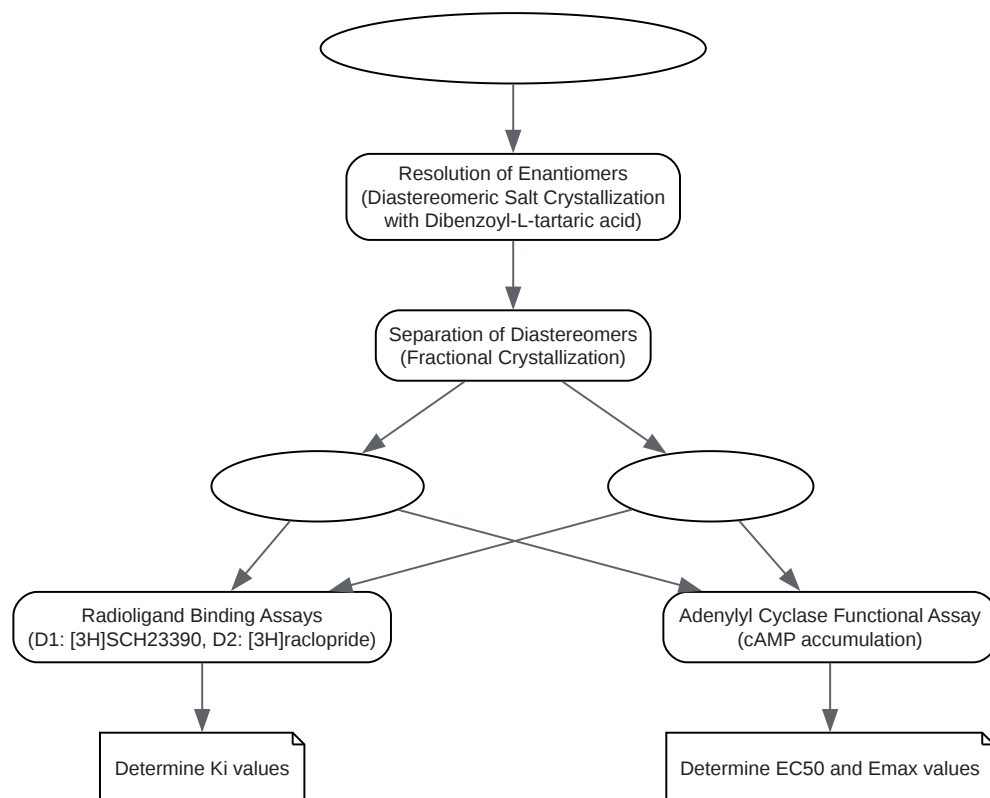 Resolution of Enantiomers
(Diastereomeric Salt Crystallization
with Dibenzoyl-L-tartaric acid)
Separation of Diastereomers
(Fractional Crystallization)
Radioligand Binding Assays
(D1: [3H]SCH23390, D2: [3H]raclopride)
Adenylyl Cyclase Functional Assay
(cAMP accumulation)
Determine Ki values
Determine EC50 and Emax values